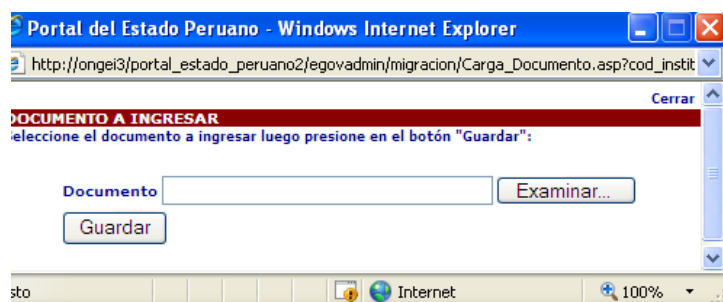 Portal del Estado Peruano - Windows Internet Explorer
http://ongei3/portal_estado_peruano2/egovadmin/migracion/Carga_Documento.asp?cod_instit
Cerrar
DOCUMENTO A INGRESAR
Seleccione el documento a ingresar luego presione en el botón "Guardar":
Documento
Examinar...
Guardar
sto
Internet
100%